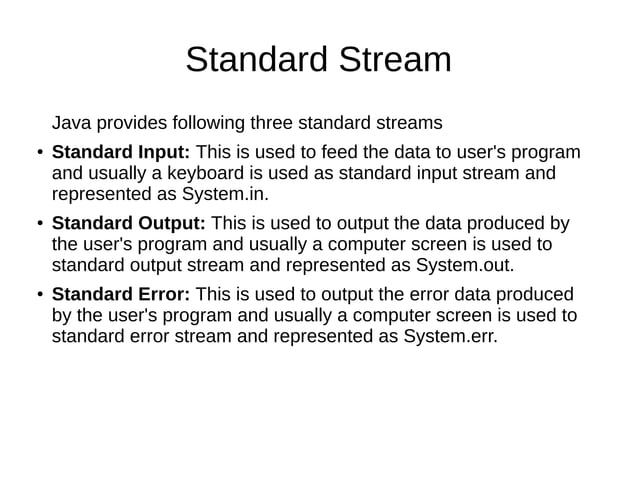 Standard Stream
Java provides following three standard streams
• Standard Input: This is used to feed the data to user's program
and usually a keyboard is used as standard input stream and
represented as System.in.
• Standard Output: This is used to output the data produced by
the user's program and usually a computer screen is used to
standard output stream and represented as System.out.
• Standard Error: This is used to output the error data produced
by the user's program and usually a computer screen is used to
standard error stream and represented as System.err.